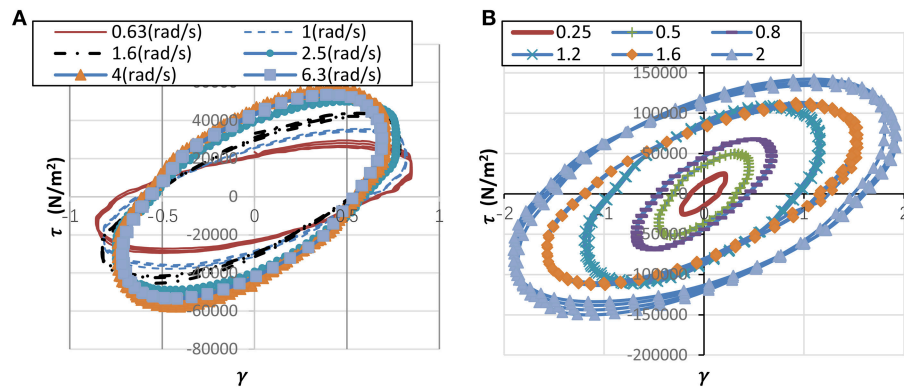 A
0.63(rad/s) 1(rad/s)
1.6(rad/s) 2.5(rad/s)
4(rad/s) 6.3(rad/s)
40000
20000
0
-20000
-40000
-60000
-80000
-1 -0.5 0 0.5 1
τ (N/m²)
γ
B
0.25 0.5 0.8
1.2 1.6 2
150000
100000
50000
0
-50000
-100000
-150000
-200000
-2 -1 0 1 2
τ (N/m²)
γ